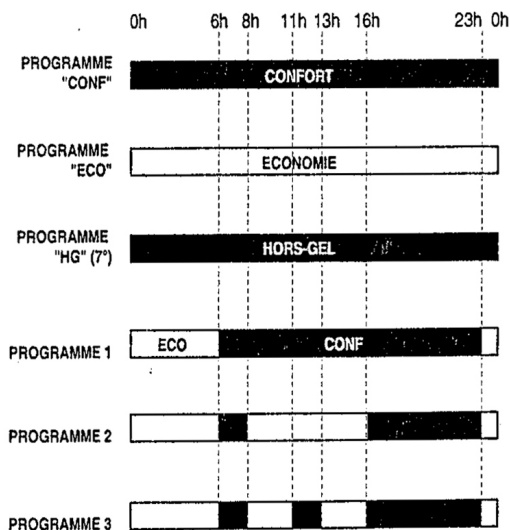 0h 6h 8h 11h 13h 16h 23h 0h
PROGRAMME
"CONF"
CONFORT
PROGRAMME
"ECO"
ECONOMIE
PROGRAMME
"HG" (7°)
HORS-GEL
PROGRAMME 1
ECO CONF
PROGRAMME 2
PROGRAMME 3